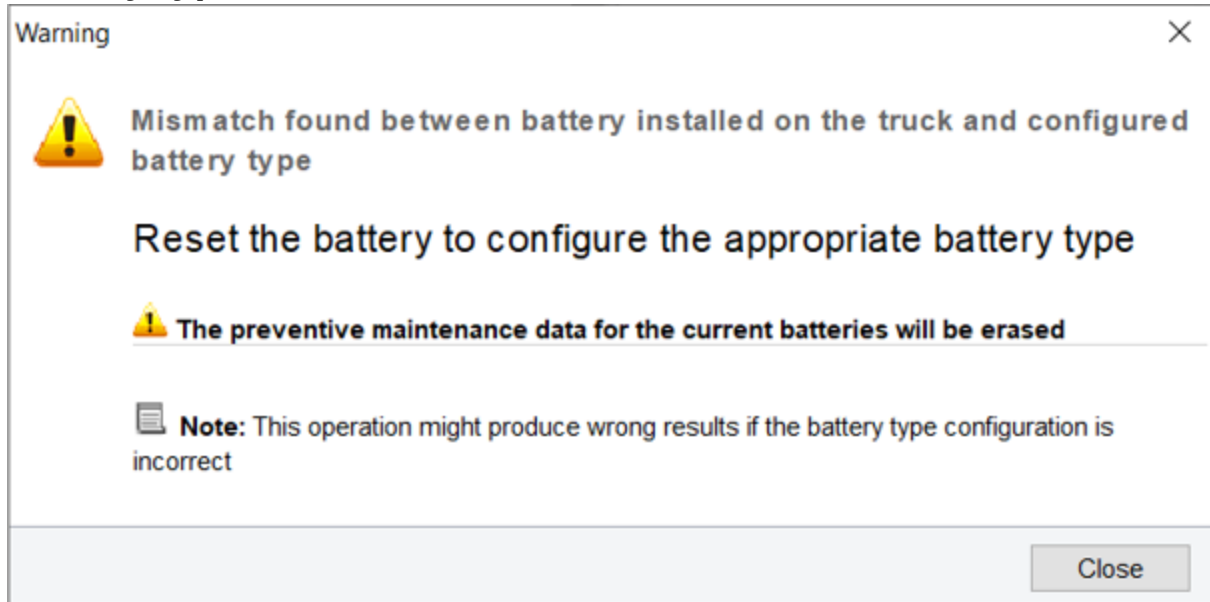 Warning
Mismatch found between battery installed on the truck and configured
battery type
Reset the battery to configure the appropriate battery type
The preventive maintenance data for the current batteries will be erased
Note: This operation might produce wrong results if the battery type configuration is
incorrect
Close